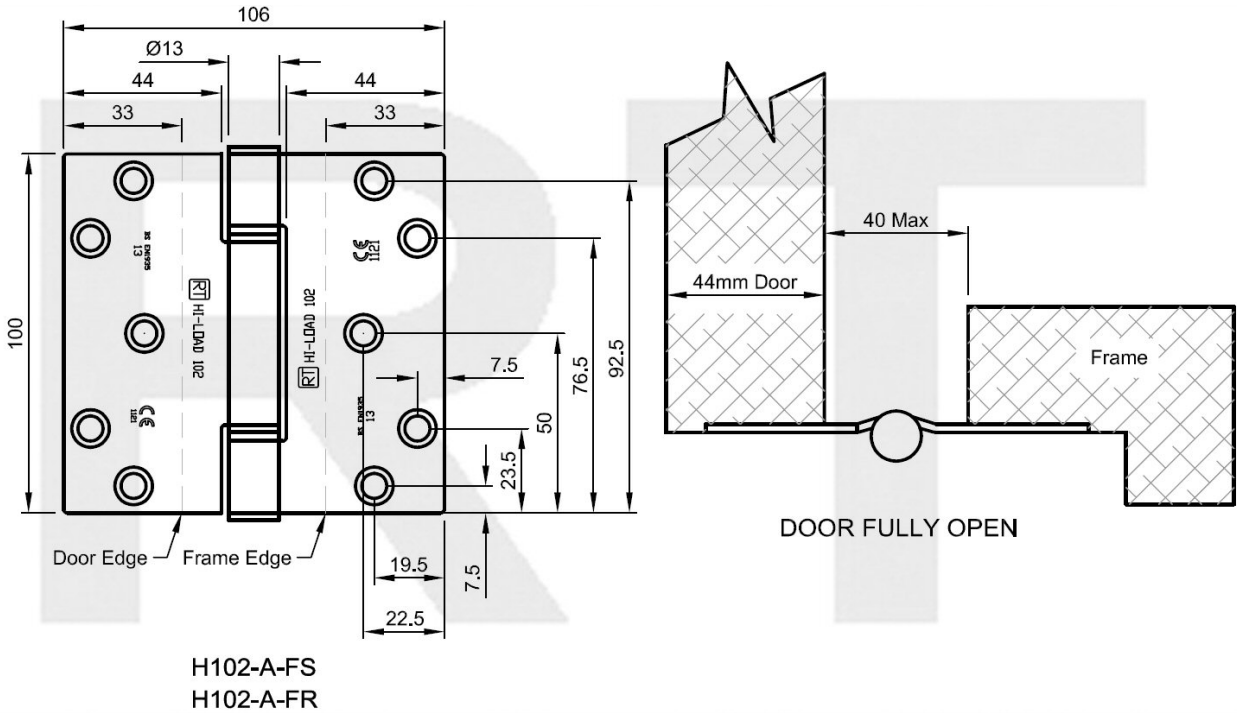 106
Ø13
44
44
33
33
100
BS EN1935
13
CE
1121
RT HI-LOAD 102
RT HI-LOAD 102
CE
1121
BS EN1935
13
7.5
50
76.5
92.5
23.5
19.5
7.5
22.5
Door Edge
Frame Edge
H102-A-FS
H102-A-FR
40 Max
44mm Door
Frame
DOOR FULLY OPEN
RT